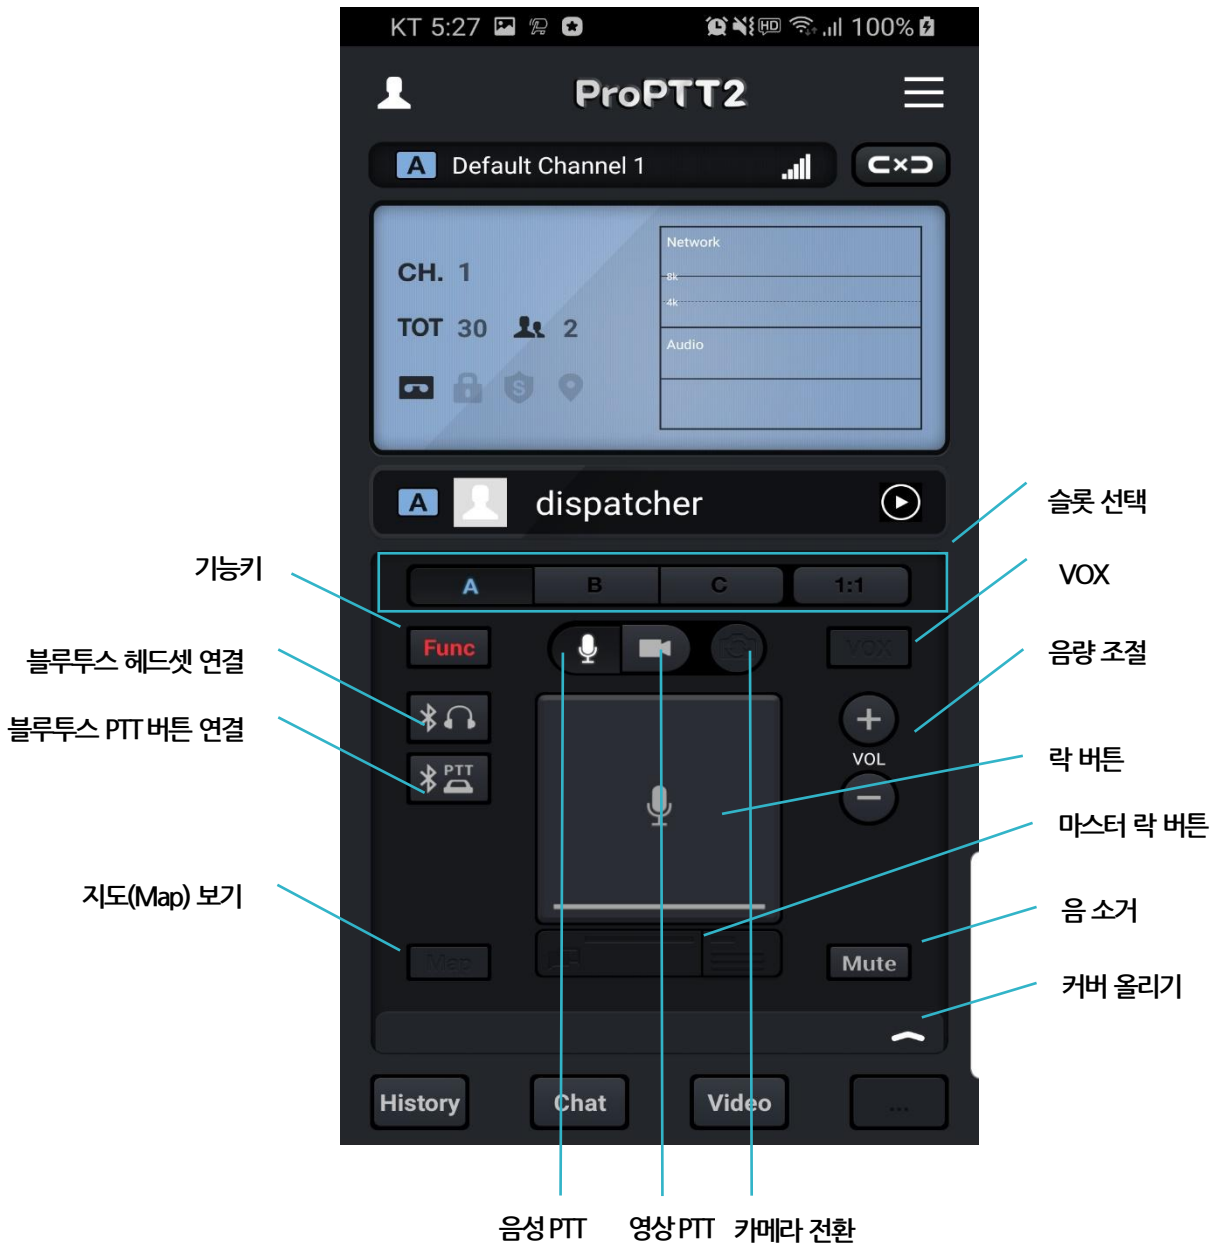 KT 5:27
HD
100%
ProPTT2
A Default Channel 1
CH. 1
TOT 30 2
S
Network
8k
4k
Audio
A dispatcher
슬롯 선택
기능키
A B C 1:1
VOX
Func
VOX
음량 조절
블루투스 헤드셋 연결
블루투스 PTT 버튼 연결
PTT
VOL
락 버튼
마스터 락 버튼
지도(Map) 보기
Map
Mute
음 소거
커버 올리기
History Chat Video ...
음성 PTT 영상 PTT 카메라 전환